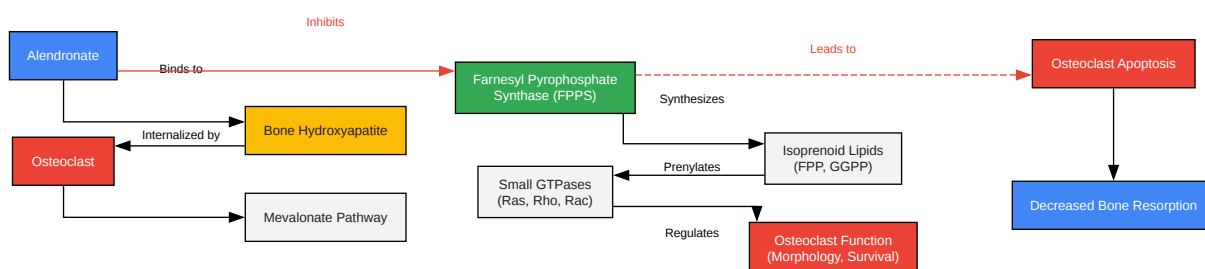 Inhibits
Alendronate
Binds to
Farnesyl Pyrophosphate
Synthase (FPPS)
Leads to
Osteoclast Apoptosis
Synthesizes
Bone Hydroxyapatite
Internalized by
Osteoclast
Isoprenoid Lipids
(FPP, GGPP)
Prenylates
Small GTPases
(Ras, Rho, Rac)
Mevalonate Pathway
Regulates
Osteoclast Function
(Morphology, Survival)
Decreased Bone Resorption